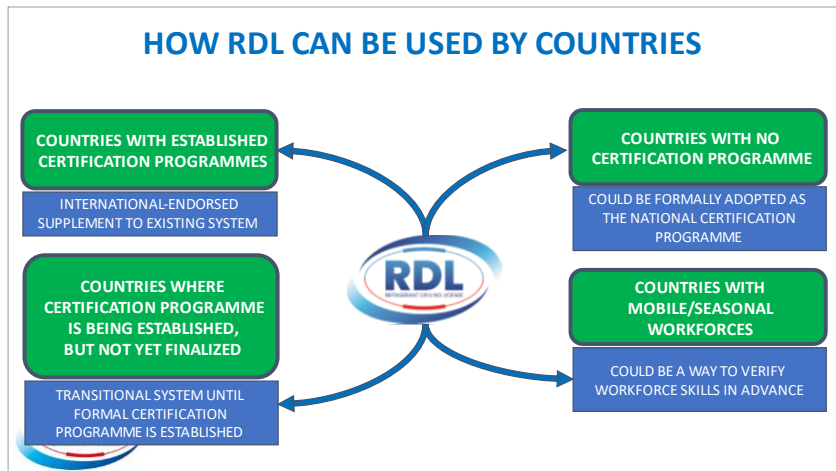 HOW RDL CAN BE USED BY COUNTRIES
COUNTRIES WITH ESTABLISHED
CERTIFICATION PROGRAMMES
INTERNATIONAL-ENDORSED
SUPPLEMENT TO EXISTING SYSTEM
COUNTRIES WITH NO
CERTIFICATION PROGRAMME
COULD BE FORMALLY ADOPTED AS
THE NATIONAL CERTIFICATION
PROGRAMME
RDL
REFRIGERANT DRIVING LICENSE
COUNTRIES WHERE
CERTIFICATION PROGRAMME
IS BEING ESTABLISHED,
BUT NOT YET FINALIZED
TRANSITIONAL SYSTEM UNTIL
FORMAL CERTIFICATION
PROGRAMME IS ESTABLISHED
COUNTRIES WITH
MOBILE/SEASONAL
WORKFORCES
COULD BE A WAY TO VERIFY
WORKFORCE SKILLS IN ADVANCE